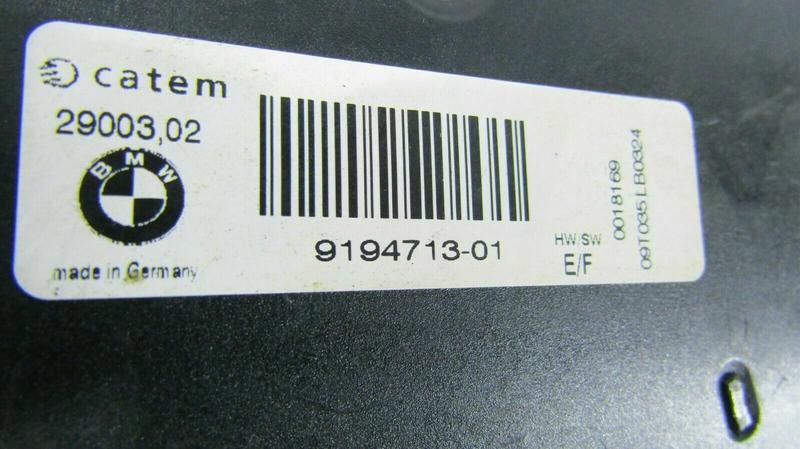 catem
29003,02
BMW
made in Germany
9194713-01
HW/SW
E/F
0018169
09T035 LB0324